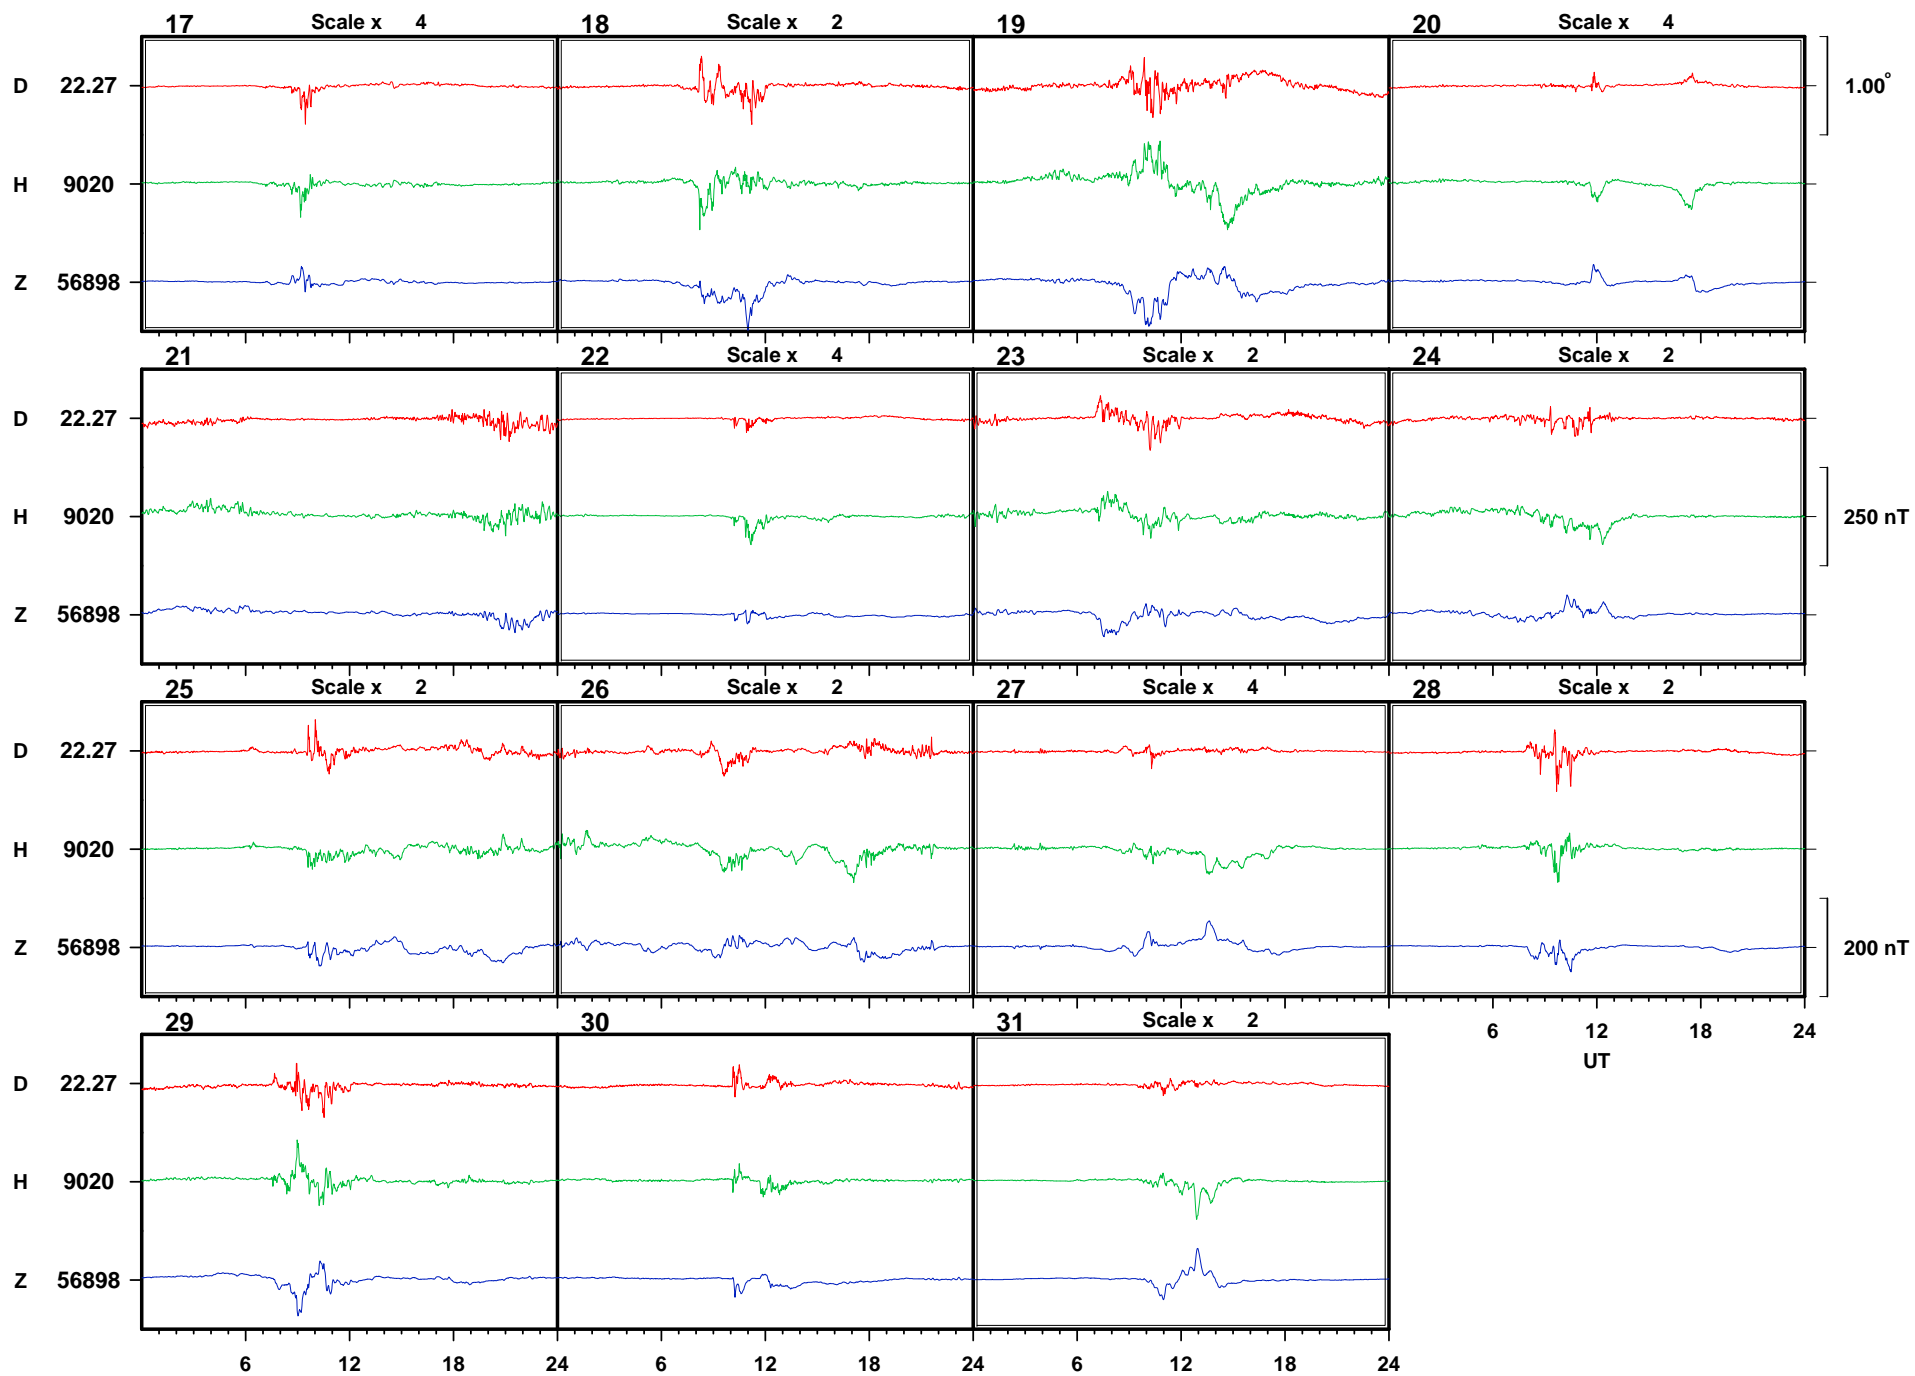 17 Scale x 4 18 Scale x 2 19 20 Scale x 4
D 22.27 1.00°
H 9020
Z 56898
21 22 Scale x 4 23 Scale x 2 24 Scale x 2
D 22.27
H 9020 250 nT
Z 56898
25 Scale x 2 26 Scale x 2 27 Scale x 4 28 Scale x 2
D 22.27
H 9020
Z 56898 200 nT
6 12 18 24
UT
29 30 31 Scale x 2
D 22.27
H 9020
Z 56898
6 12 18 24 6 12 18 24 6 12 18 24